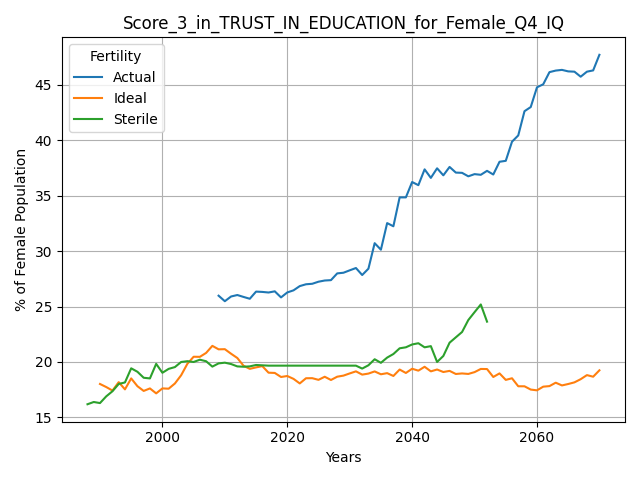 Score_3_in_TRUST_IN_EDUCATION_for_Female_Q4_IQ
Fertility
Actual
Ideal
Sterile
% of Female Population
45
40
35
30
25
20
15
2000
2020
2040
2060
Years